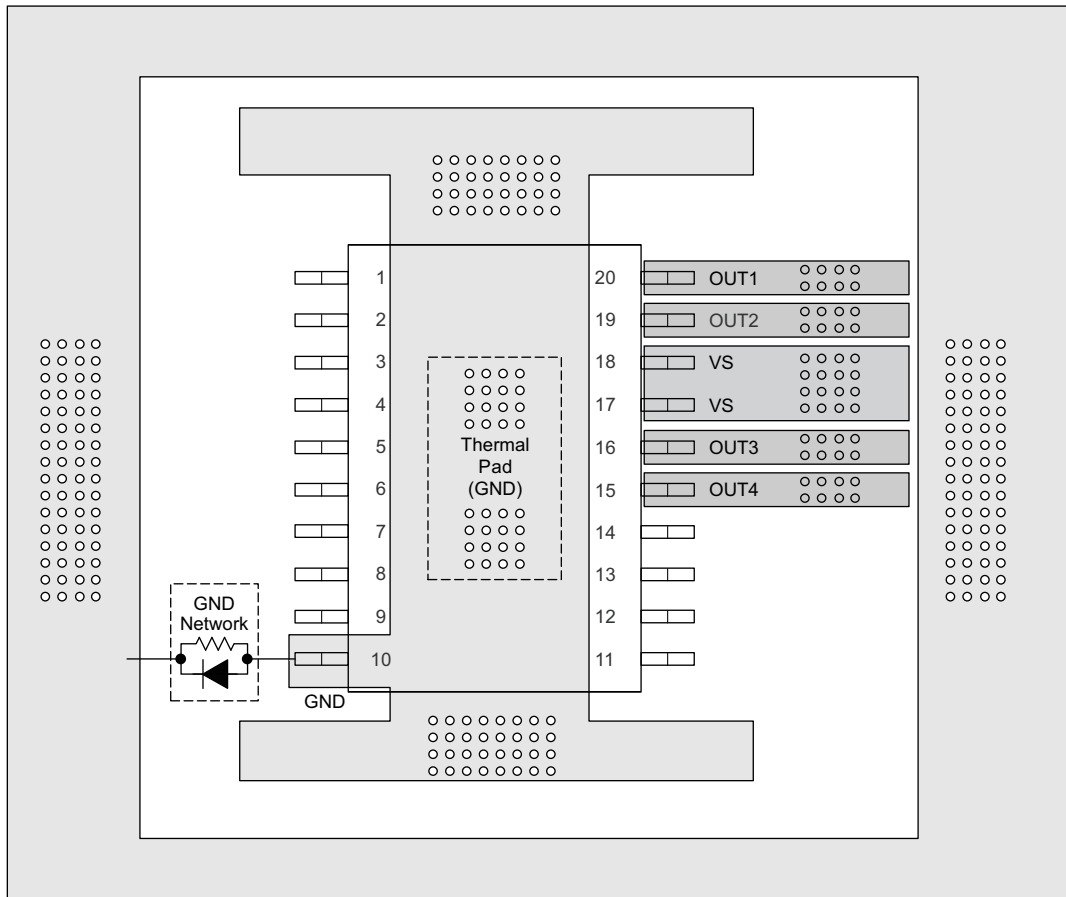 1
2
3
4
5
6
7
8
9
10
GND
GND
Network
Thermal
Pad
(GND)
20 OUT1
19 OUT2
18 VS
17 VS
16 OUT3
15 OUT4
14
13
12
11